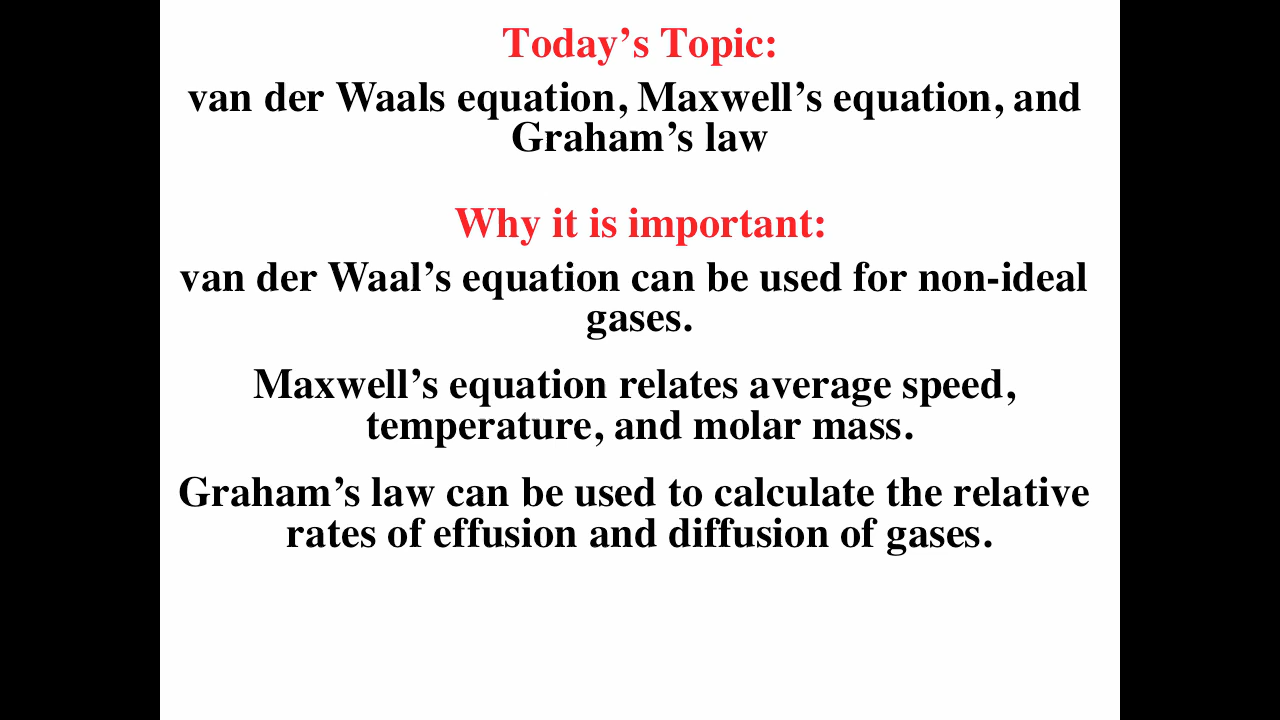 Today’s Topic:
van der Waals equation, Maxwell’s equation, and
Graham’s law
Why it is important:
van der Waal’s equation can be used for non-ideal
gases.
Maxwell’s equation relates average speed,
temperature, and molar mass.
Graham’s law can be used to calculate the relative
rates of effusion and diffusion of gases.